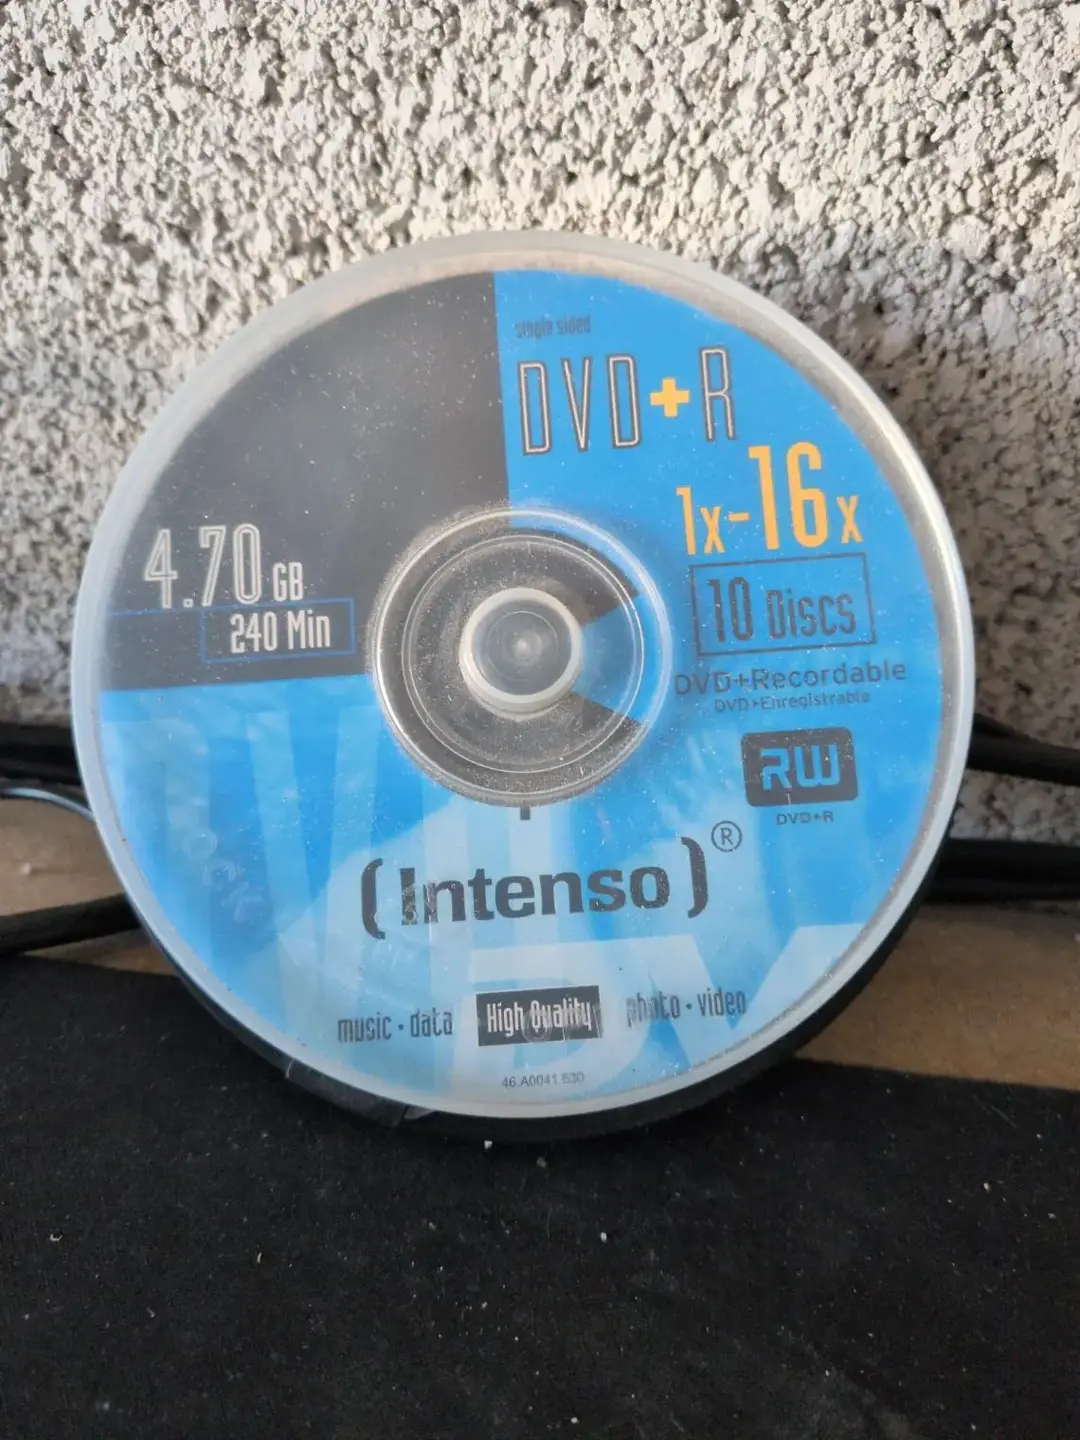 single sided
DVD+R
1x-16x
10 Discs
DVD+Recordable
DVD+Enregistrable
RW
DVD+R
4.70 GB
240 Min
(Intenso)®
music · data High Quality photo · video
46.A0041.630